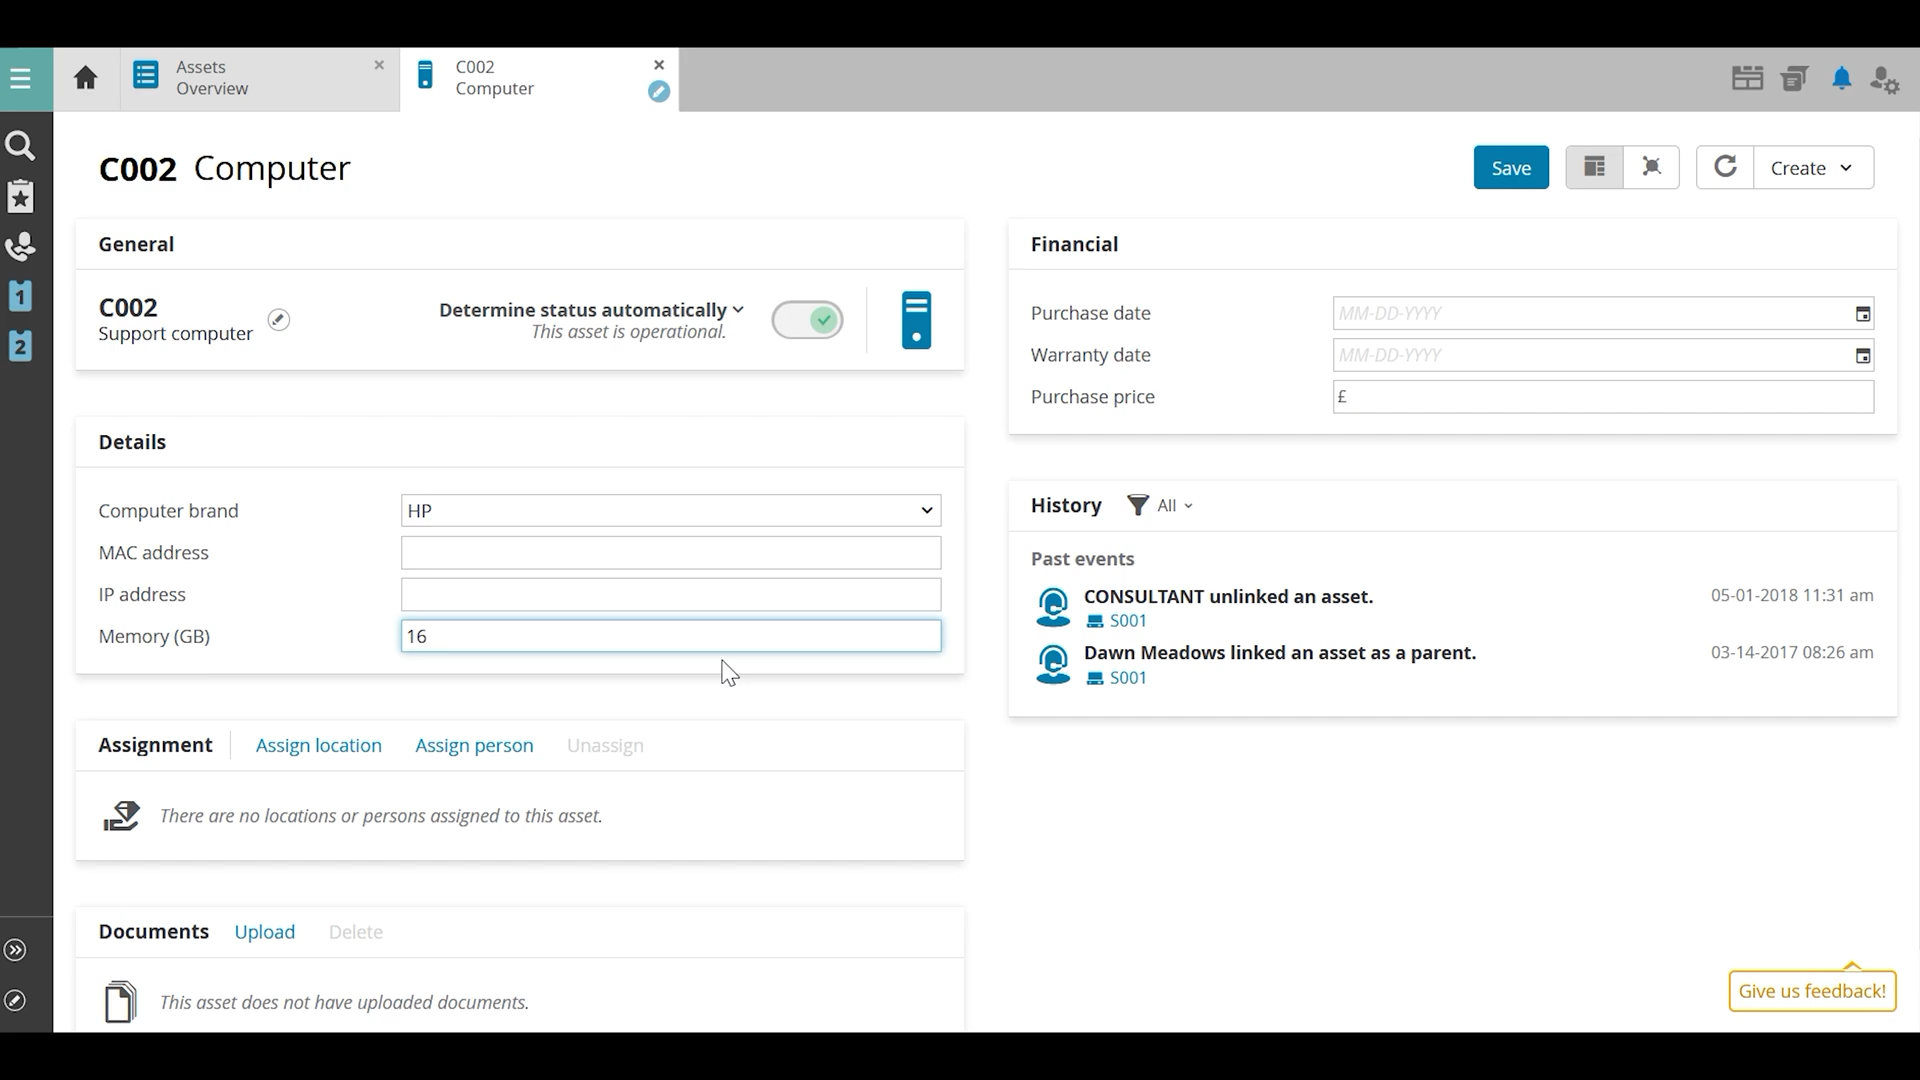 Assets
Overview
C002
Computer
C002 Computer
Save
Create
1
2
General
C002
Support computer
Determine status automatically
This asset is operational.
Details
Computer brand
HP
MAC address
IP address
Memory (GB)
16
Assignment
Assign location
Assign person
Unassign
There are no locations or persons assigned to this asset.
Documents
Upload
Delete
This asset does not have uploaded documents.
Financial
Purchase date
MM-DD-YYYY
Warranty date
MM-DD-YYYY
Purchase price
£
History
All
Past events
CONSULTANT unlinked an asset.
05-01-2018 11:31 am
S001
Dawn Meadows linked an asset as a parent.
03-14-2017 08:26 am
S001
Give us feedback!